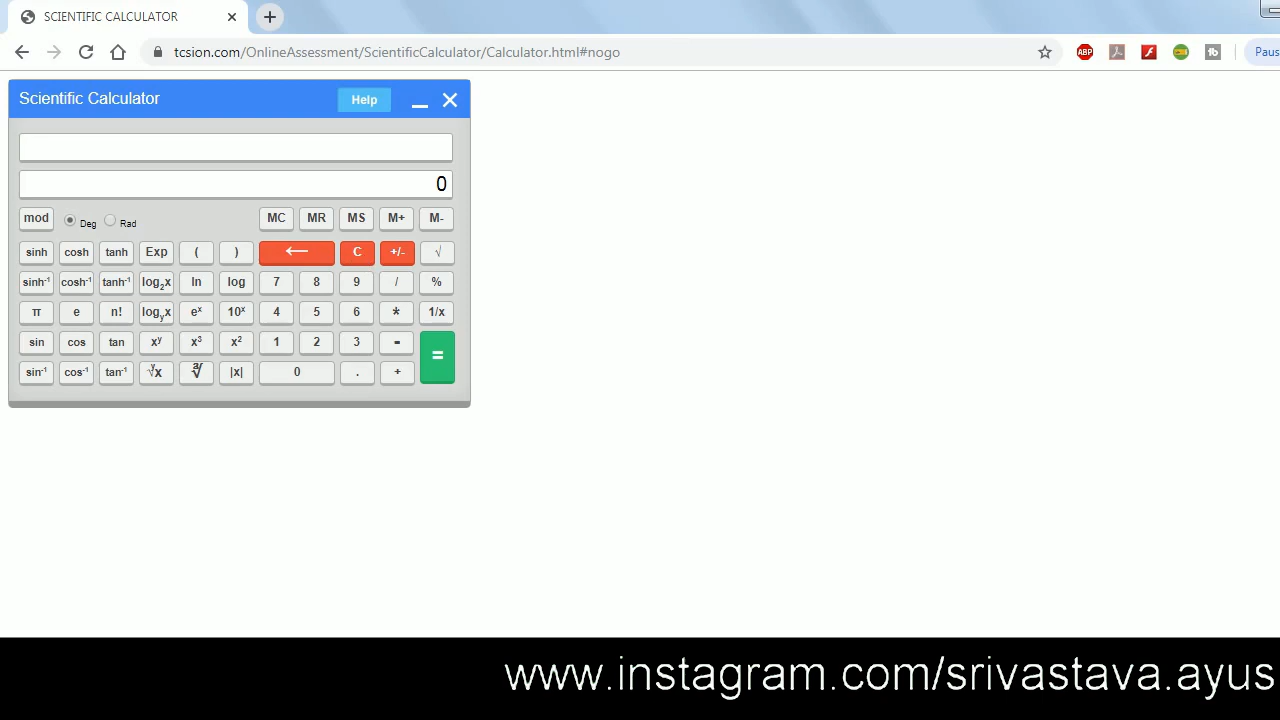 SCIENTIFIC CALCULATOR
tcsion.com/OnlineAssessment/ScientificCalculator/Calculator.html#nogo
ABP
Paus
Scientific Calculator
Help
0
mod Deg Rad MC MR MS M+ M-
sinh cosh tanh Exp ( ) ← C +/- √
sinh⁻¹ cosh⁻¹ tanh⁻¹ log₂x ln log 7 8 9 / %
π e n! logᵧx eˣ 10ˣ 4 5 6 * 1/x
sin cos tan xʸ x³ x² 1 2 3 - =
sin⁻¹ cos⁻¹ tan⁻¹ ʸ√x ∛ |x| 0 . +
www.instagram.com/srivastava.ayus